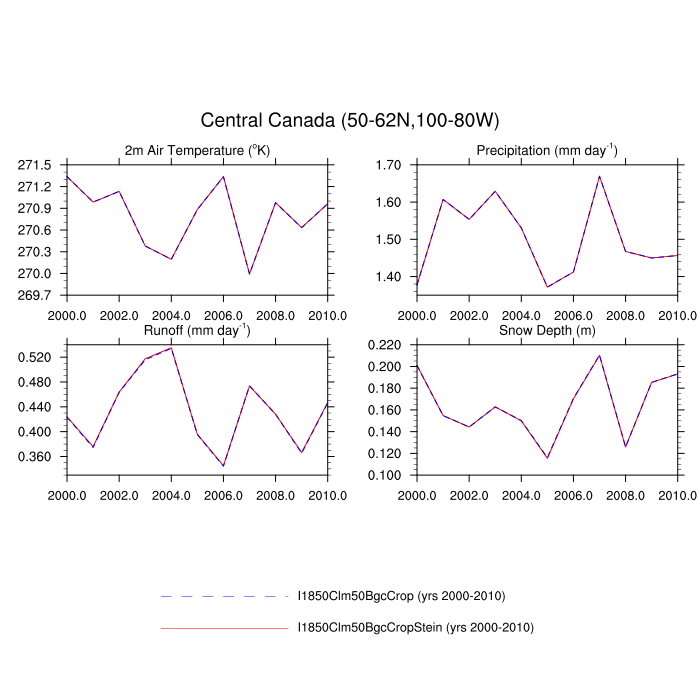 Central Canada (50-62N,100-80W)
2m Air Temperature (°K)
271.5
271.2
270.9
270.6
270.3
270.0
269.7
2000.0 2002.0 2004.0 2006.0 2008.0 2010.0
Precipitation (mm day⁻¹)
1.70
1.60
1.50
1.40
2000.0 2002.0 2004.0 2006.0 2008.0 2010.0
Runoff (mm day⁻¹)
0.520
0.480
0.440
0.400
0.360
2000.0 2002.0 2004.0 2006.0 2008.0 2010.0
Snow Depth (m)
0.220
0.200
0.180
0.160
0.140
0.120
0.100
2000.0 2002.0 2004.0 2006.0 2008.0 2010.0
I1850Clm50BgcCrop (yrs 2000-2010)
I1850Clm50BgcCropStein (yrs 2000-2010)